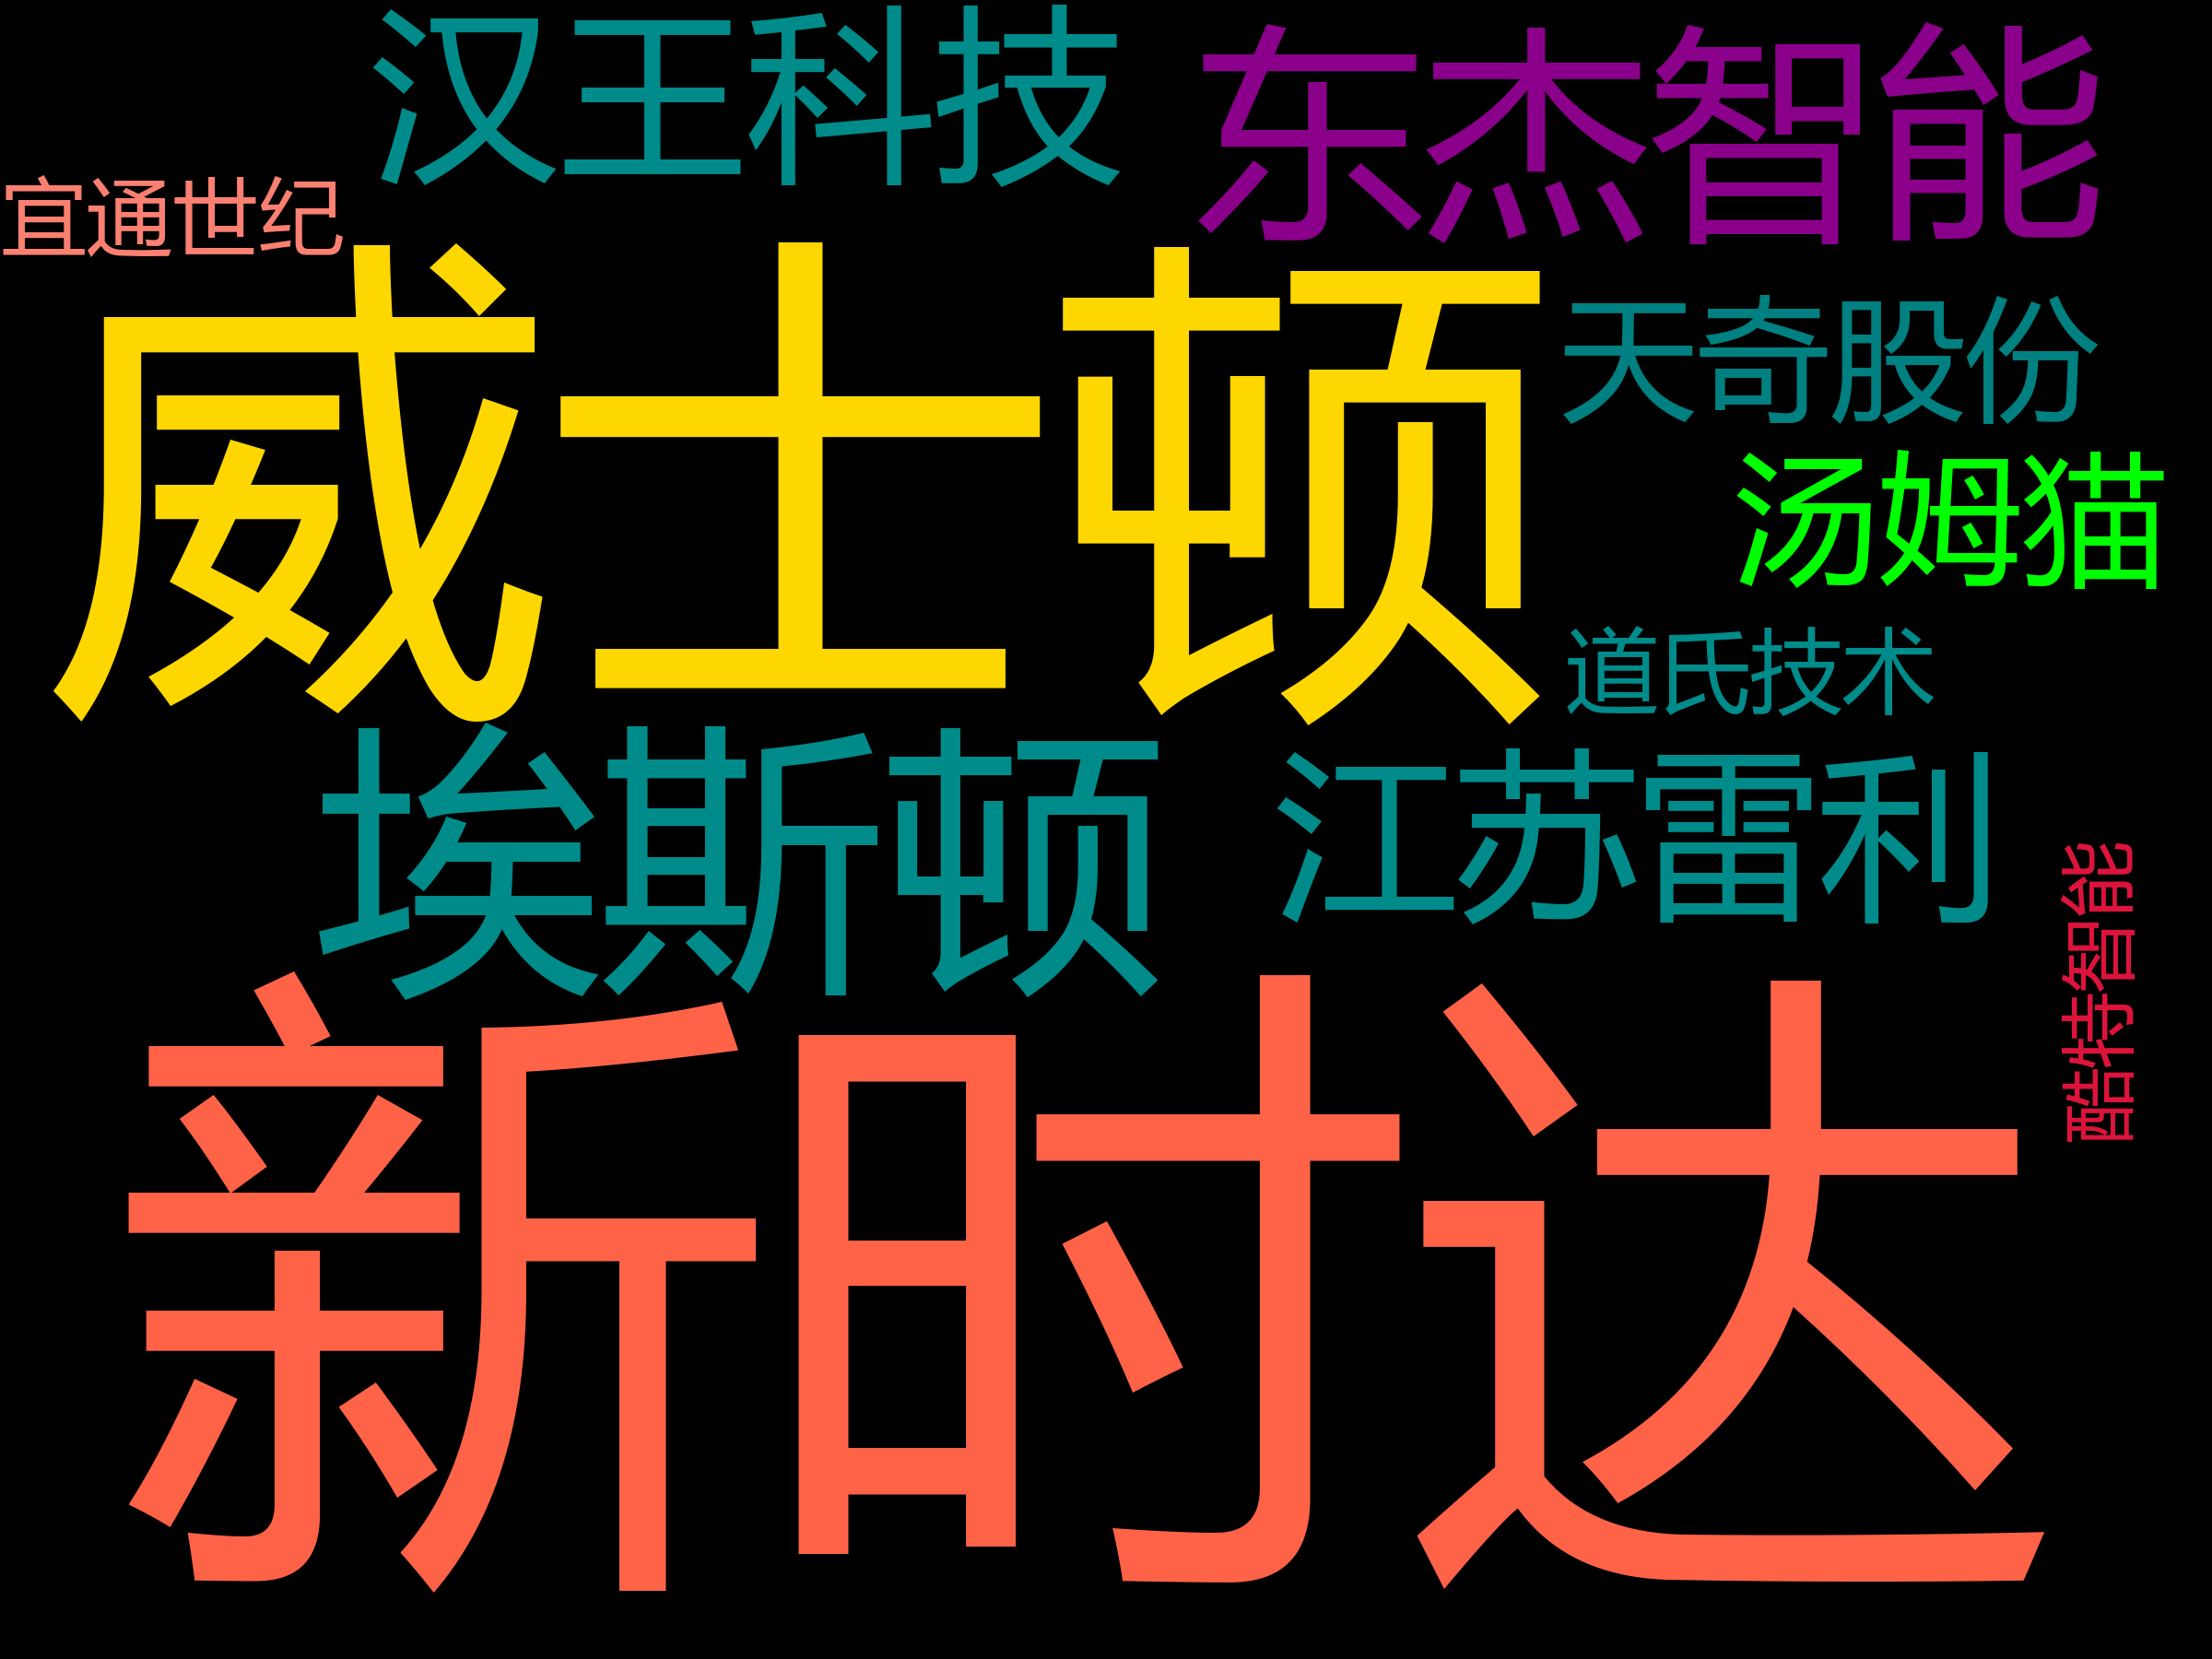 汉王科技
东杰智能
宜通世纪
威士顿
天奇股份
汤姆猫
道氏技术
埃斯顿
江苏雷利
酷特智能
新时达